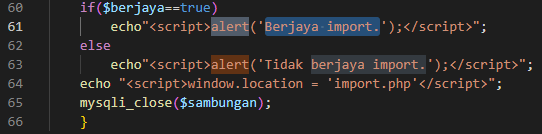 60 if($berjaya==true)
61 echo"<script>alert('Berjaya import.');</script>";
62 else
63 echo"<script>alert('Tidak berjaya import.');</script>";
64 echo "<script>window.location = 'import.php'</script>";
65 mysqli_close($sambungan);
66 }